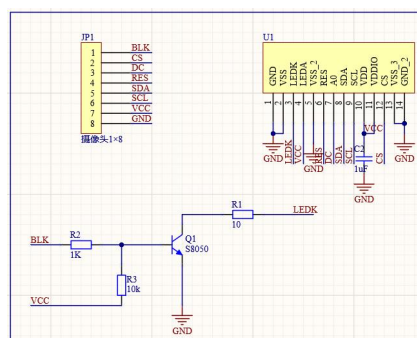 JP1
1 BLK
2 CS
3 DC
4 RES
5 SDA
6 SCL
7 VCC
8 GND
摄像头1×8
U1
GND VSS LEDK LEDA VSS_2 RES A0 SDA SCL VDD VDDIO CS VSS_3 GND_2
1 2 3 4 5 6 7 8 9 10 11 12 13 14
GND LEDK VCC GND RES DC SDA SCL VCC CS GND
C2
1uF
GND
R1
10
LEDK
BLK
R2
1K
Q1
S8050
R3
10k
VCC
GND